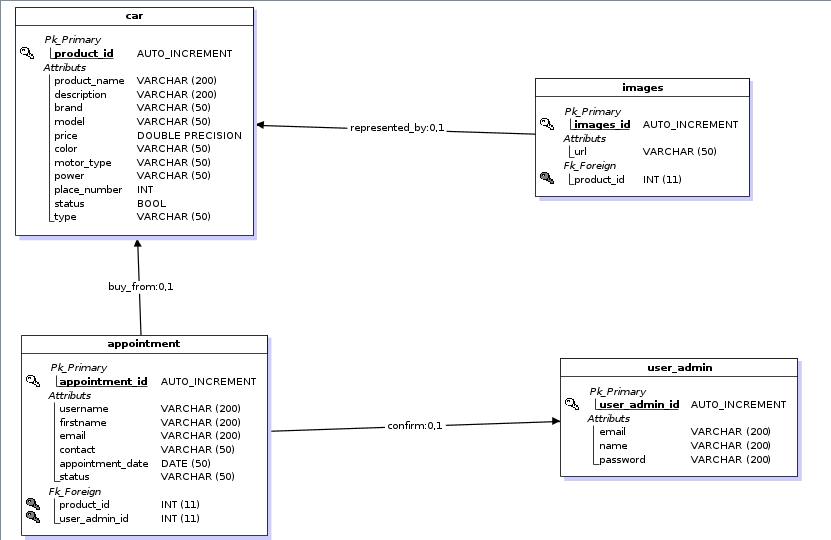 car
Pk_Primary
product_id AUTO_INCREMENT
Attributs
product_name VARCHAR (200)
description VARCHAR (200)
brand VARCHAR (50)
model VARCHAR (50)
price DOUBLE PRECISION
color VARCHAR (50)
motor_type VARCHAR (50)
power VARCHAR (50)
place_number INT
status BOOL
type VARCHAR (50)
represented_by:0,1
images
Pk_Primary
images_id AUTO_INCREMENT
Attributs
url VARCHAR (50)
Fk_Foreign
product_id INT (11)
buy_from:0,1
appointment
Pk_Primary
appointment_id AUTO_INCREMENT
Attributs
username VARCHAR (200)
firstname VARCHAR (200)
email VARCHAR (200)
contact VARCHAR (50)
appointment_date DATE (50)
status VARCHAR (50)
Fk_Foreign
product_id INT (11)
user_admin_id INT (11)
confirm:0,1
user_admin
Pk_Primary
user_admin_id AUTO_INCREMENT
Attributs
email VARCHAR (200)
name VARCHAR (200)
password VARCHAR (200)